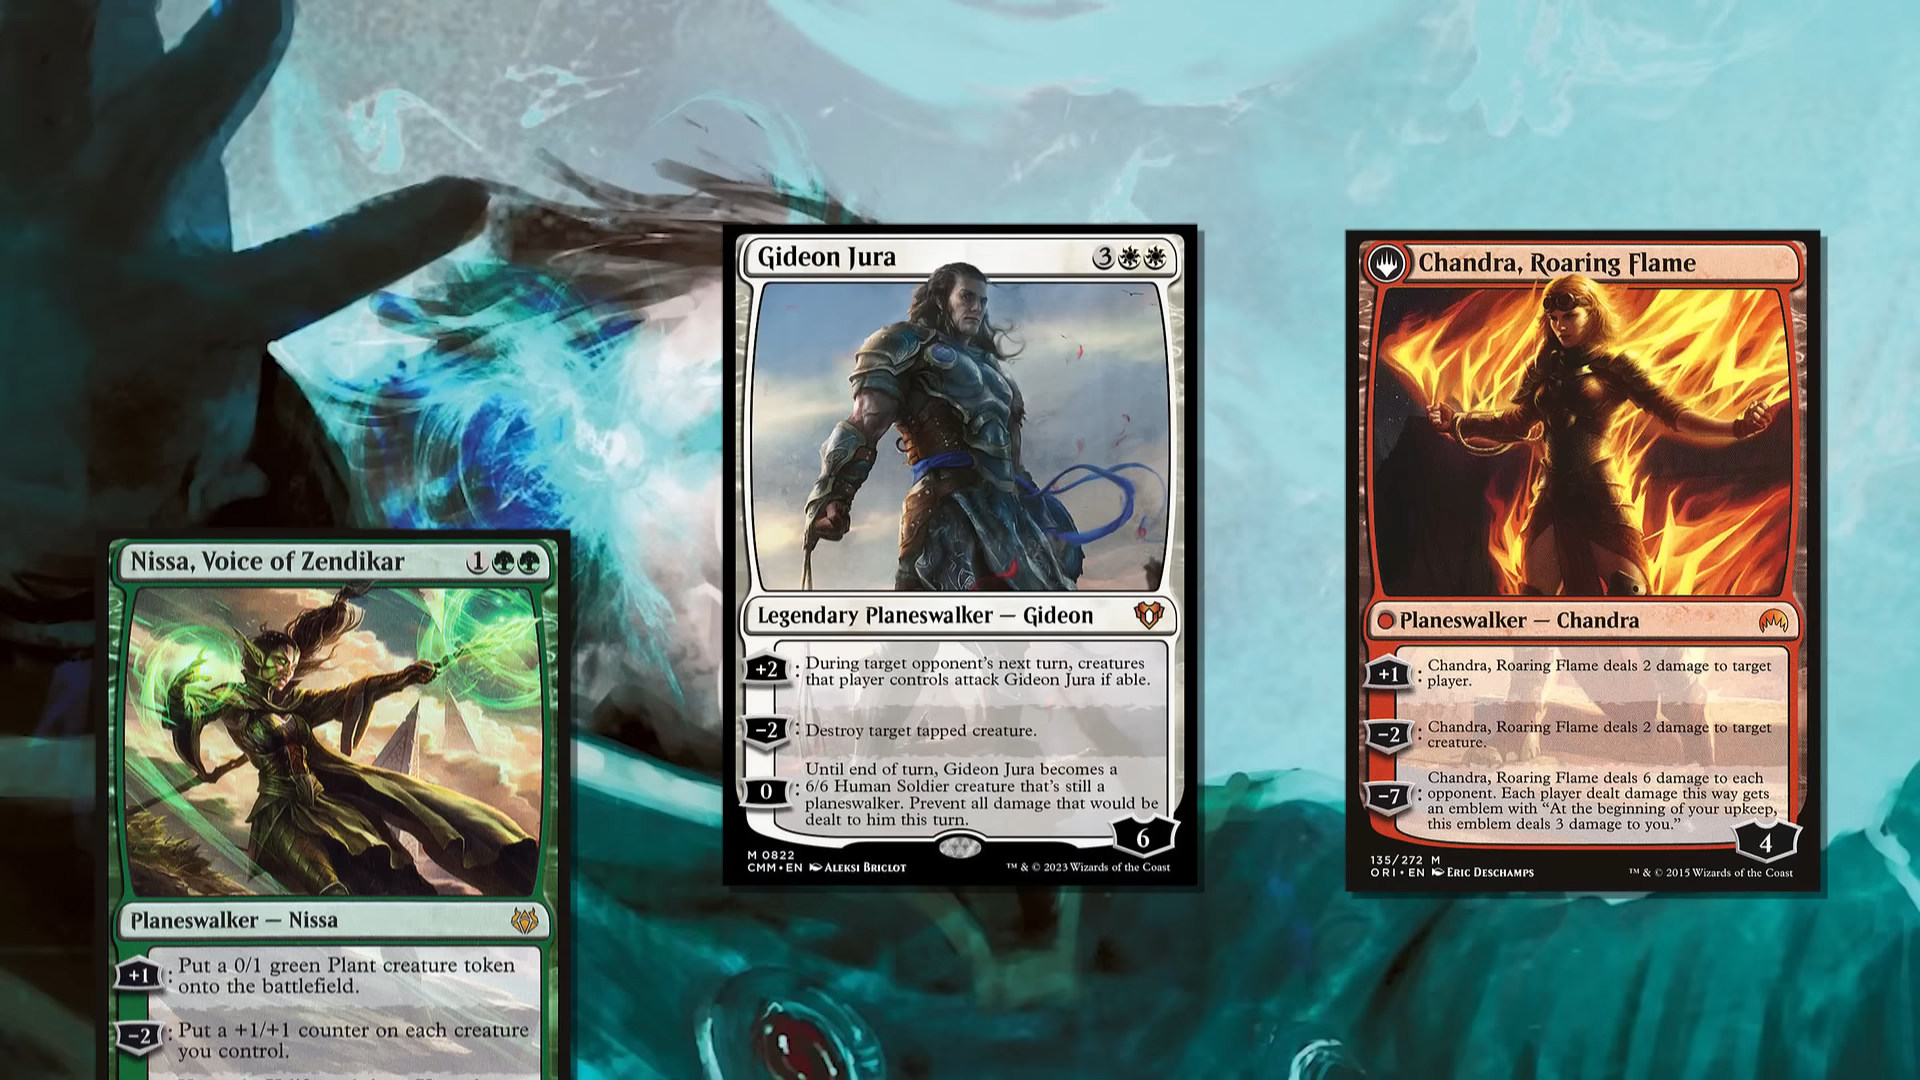 Nissa, Voice of Zendikar
1
Planeswalker — Nissa
+1: Put a 0/1 green Plant creature token
onto the battlefield.
-2: Put a +1/+1 counter on each creature
you control.
Gideon Jura
3
Legendary Planeswalker — Gideon
+2: During target opponent's next turn, creatures
that player controls attack Gideon Jura if able.
-2: Destroy target tapped creature.
0: Until end of turn, Gideon Jura becomes a
6/6 Human Soldier creature that's still a
planeswalker. Prevent all damage that would be
dealt to him this turn.
6
M 0822
CMM • EN ALEKSI BRICLOT
™ & © 2023 Wizards of the Coast
Chandra, Roaring Flame
Planeswalker — Chandra
+1: Chandra, Roaring Flame deals 2 damage to target
player.
-2: Chandra, Roaring Flame deals 2 damage to target
creature.
-7: Chandra, Roaring Flame deals 6 damage to each
opponent. Each player dealt damage this way gets
an emblem with “At the beginning of your upkeep,
this emblem deals 3 damage to you.”
4
135/272 M
ORI • EN ERIC DESCHAMPS
™ & © 2015 Wizards of the Coast